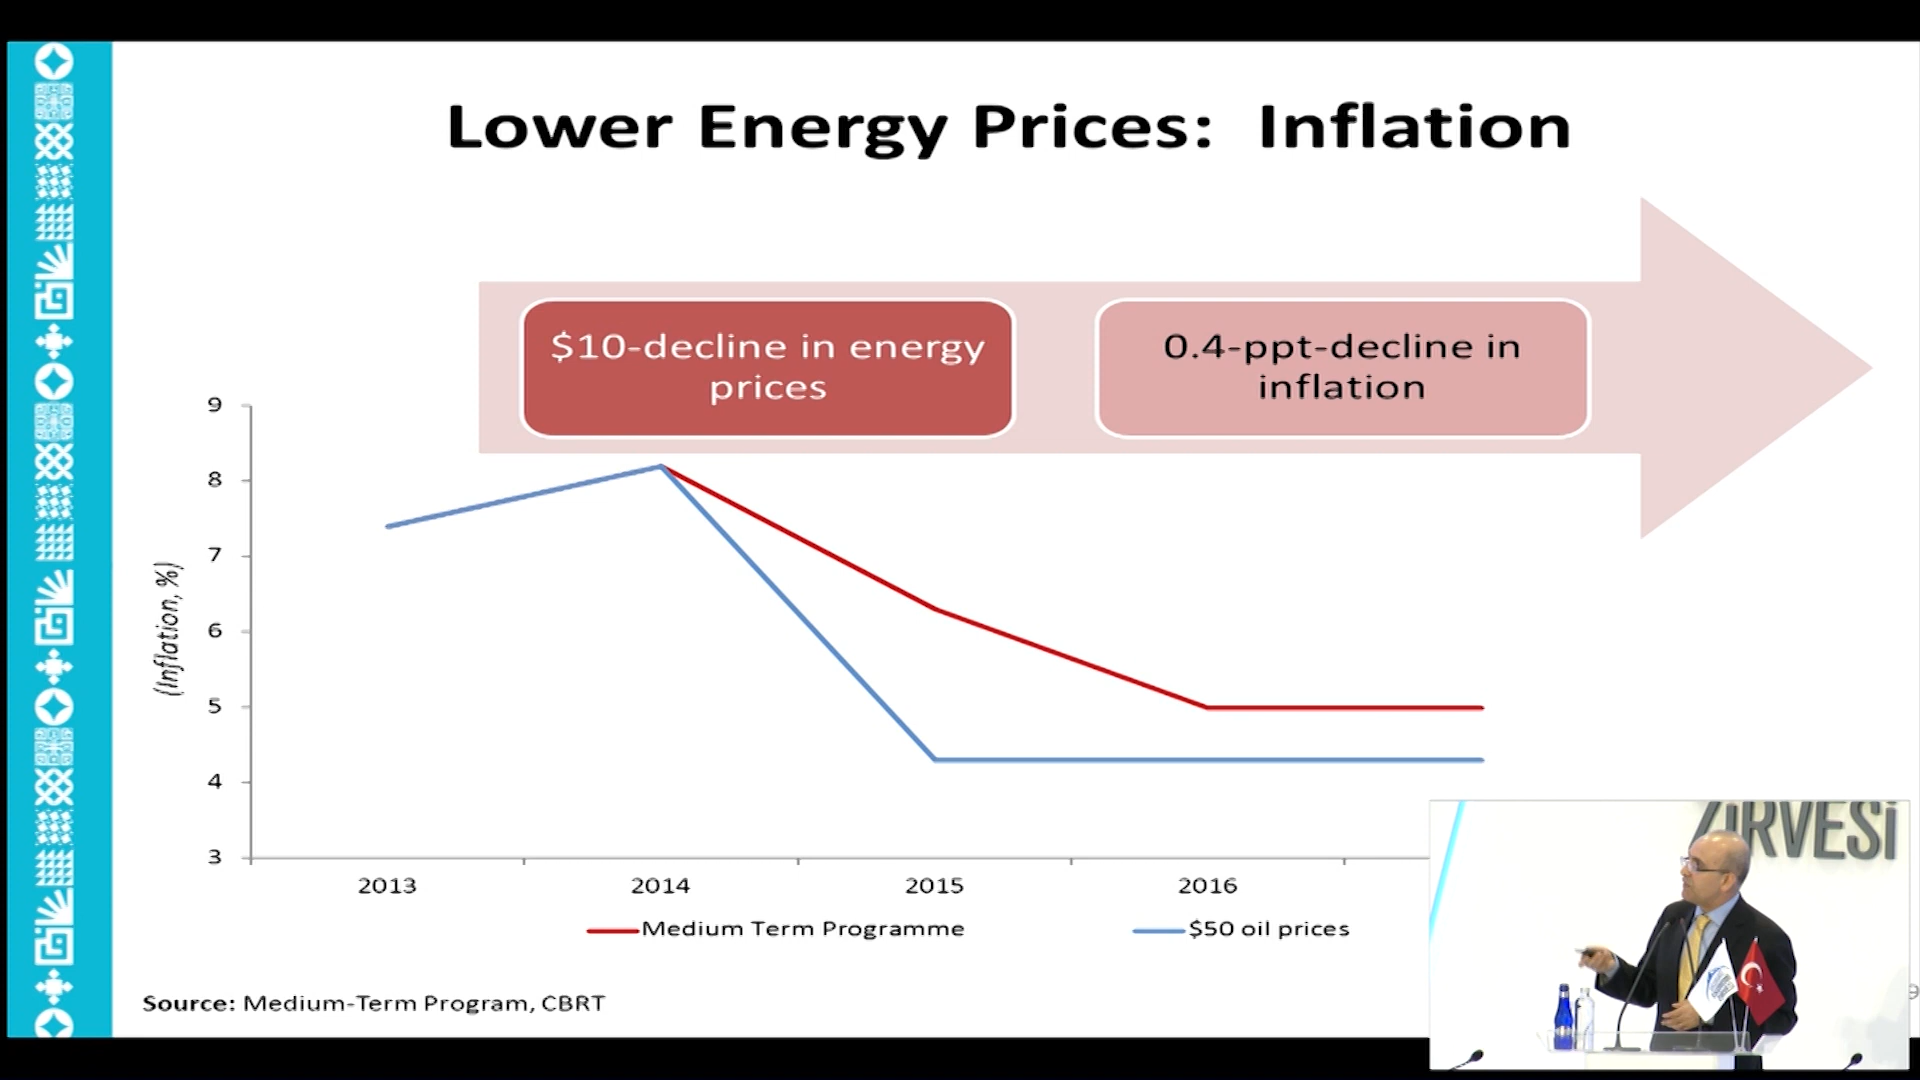 Lower Energy Prices: Inflation
$10-decline in energy
prices
0.4-ppt-decline in
inflation
9
8
7
6
5
4
3
(Inflation, %)
2013
2014
2015
2016
Medium Term Programme
$50 oil prices
Source: Medium-Term Program, CBRT
ZİRVESİ